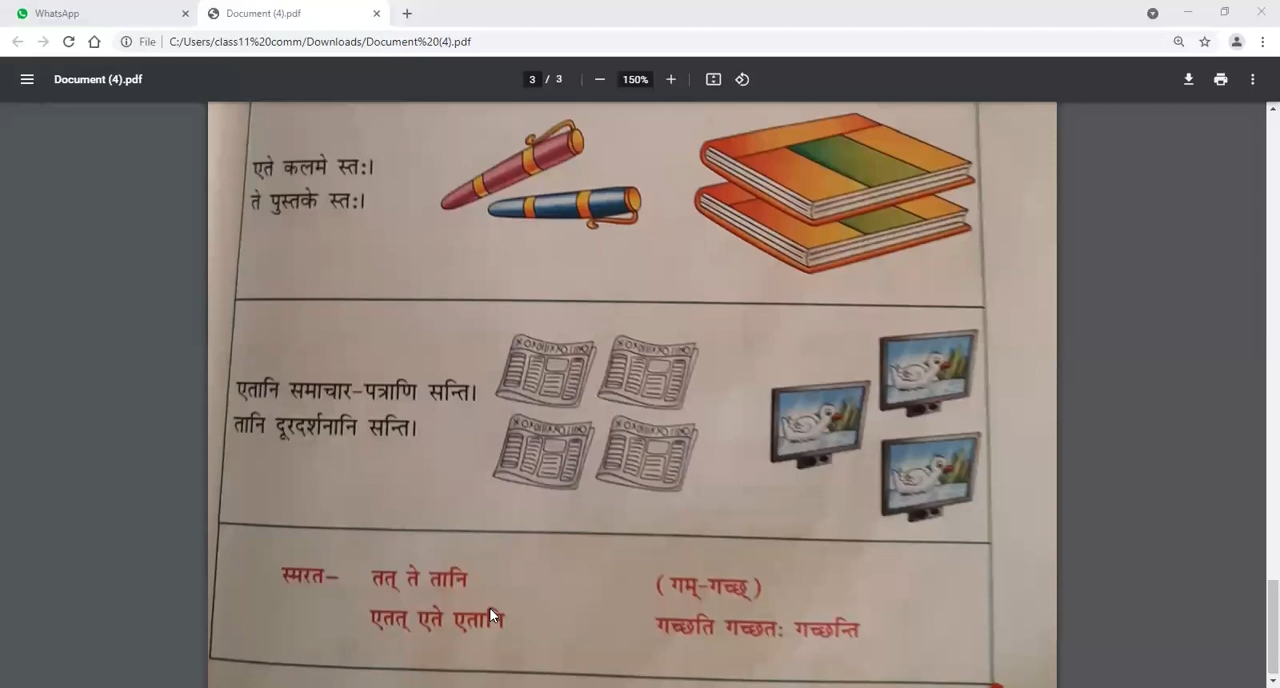 WhatsApp
Document (4).pdf
File
C:/Users/class11%20comm/Downloads/Document%20(4).pdf
Document (4).pdf
3 / 3
150%
एते कलमे स्तः।
ते पुस्तके स्तः।
एतानि समाचार-पत्राणि सन्ति।
तानि दूरदर्शनानि सन्ति।
स्मरत– तत् ते तानि
(गम्-गच्छ्)
एतत् एते एतानि
गच्छति गच्छतः गच्छन्ति